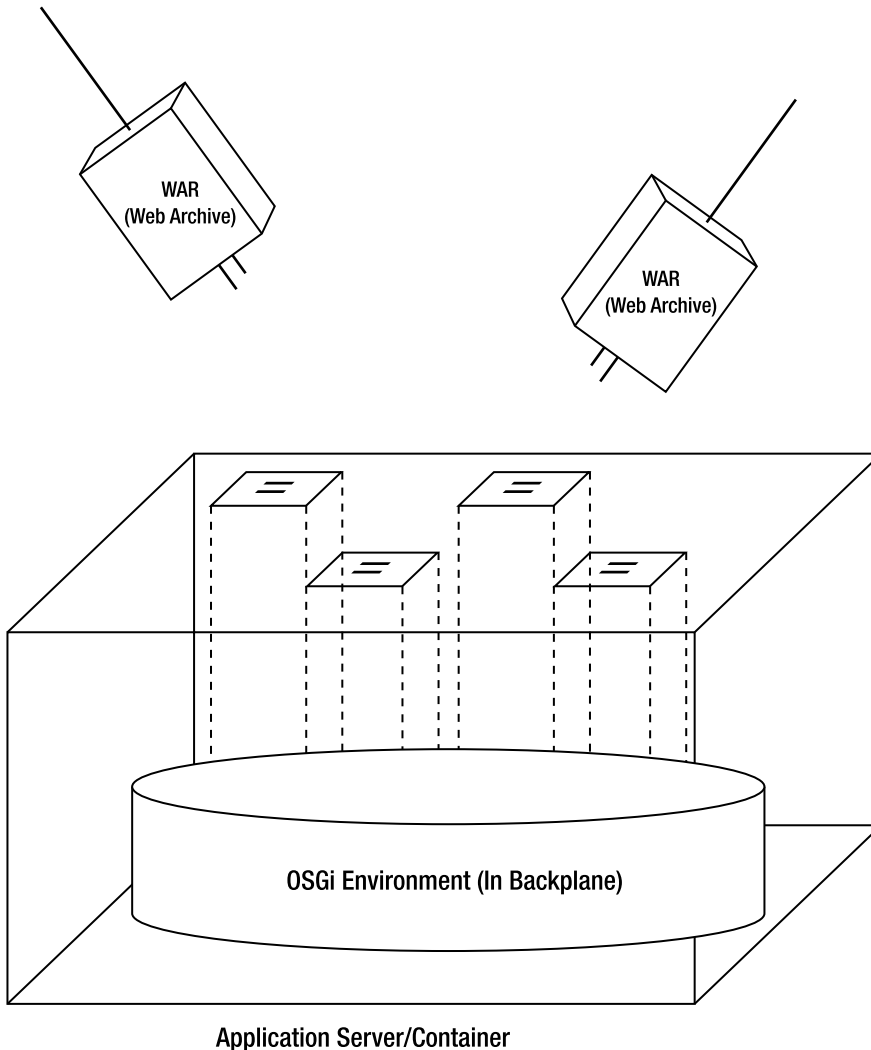 WAR
(Web Archive)
WAR
(Web Archive)
OSGi Environment (In Backplane)
Application Server/Container